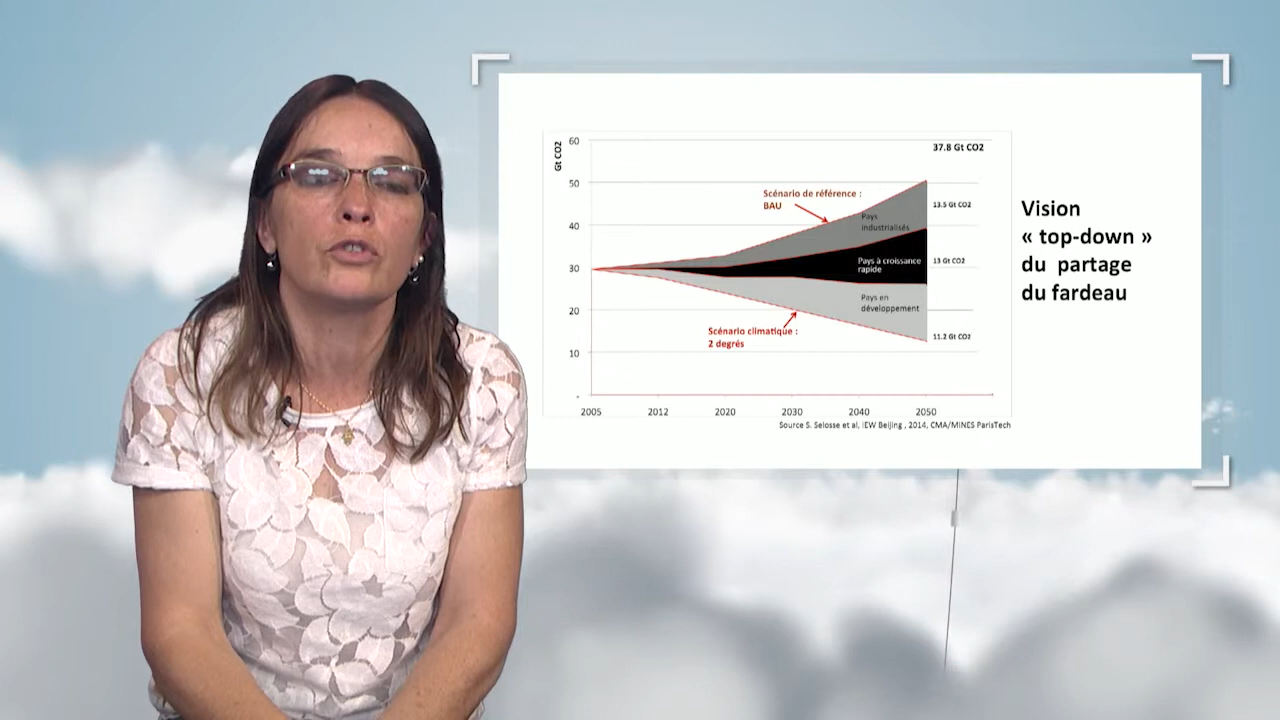 Gt CO2
60
50
40
30
20
10
-
2005
2012
2020
2030
2040
2050
37.8 Gt CO2
Scénario de référence :
BAU
Pays
industrialisés
13.5 Gt CO2
Pays à croissance
rapide
13 Gt CO2
Pays en
développement
Scénario climatique :
2 degrés
11.2 Gt CO2
Source S. Selosse et al, IEW Beijing , 2014, CMA/MINES ParisTech
Vision
« top-down »
du partage
du fardeau